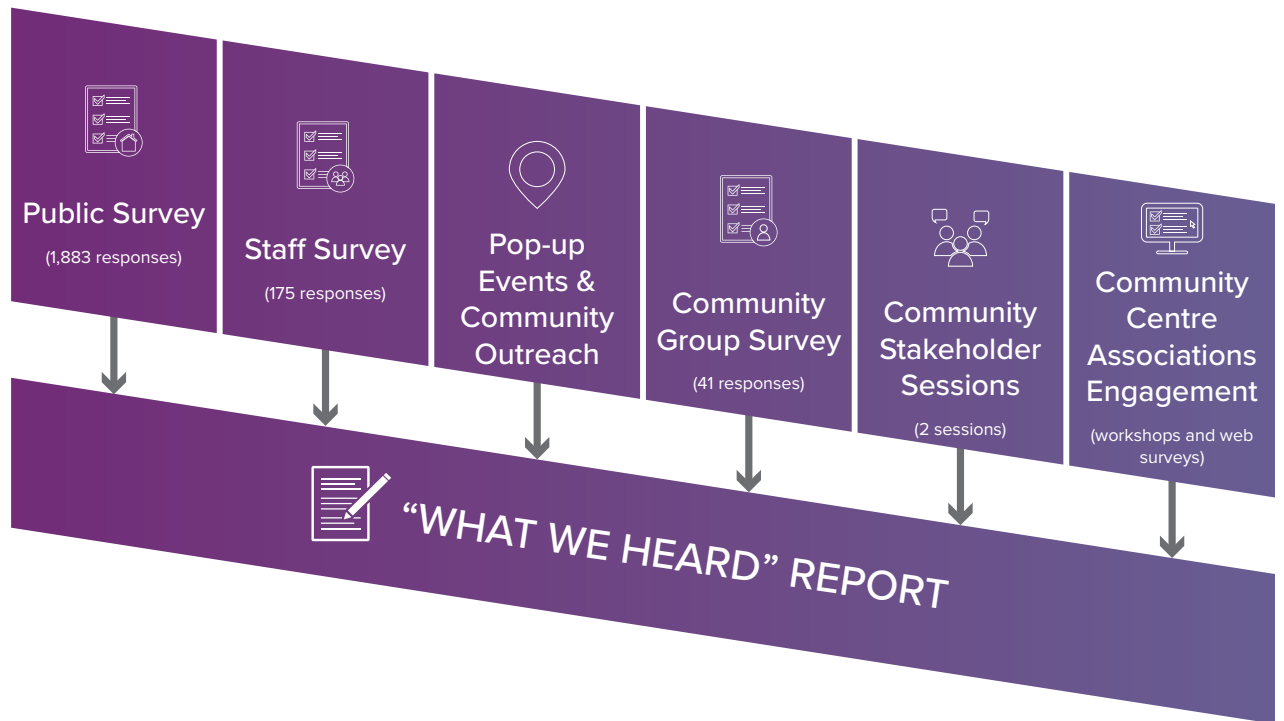 Public Survey
(1,883 responses)
Staff Survey
(175 responses)
Pop-up
Events &
Community
Outreach
Community
Group Survey
(41 responses)
Community
Stakeholder
Sessions
(2 sessions)
Community
Centre
Associations
Engagement
(workshops and web
surveys)
“WHAT WE HEARD” REPORT